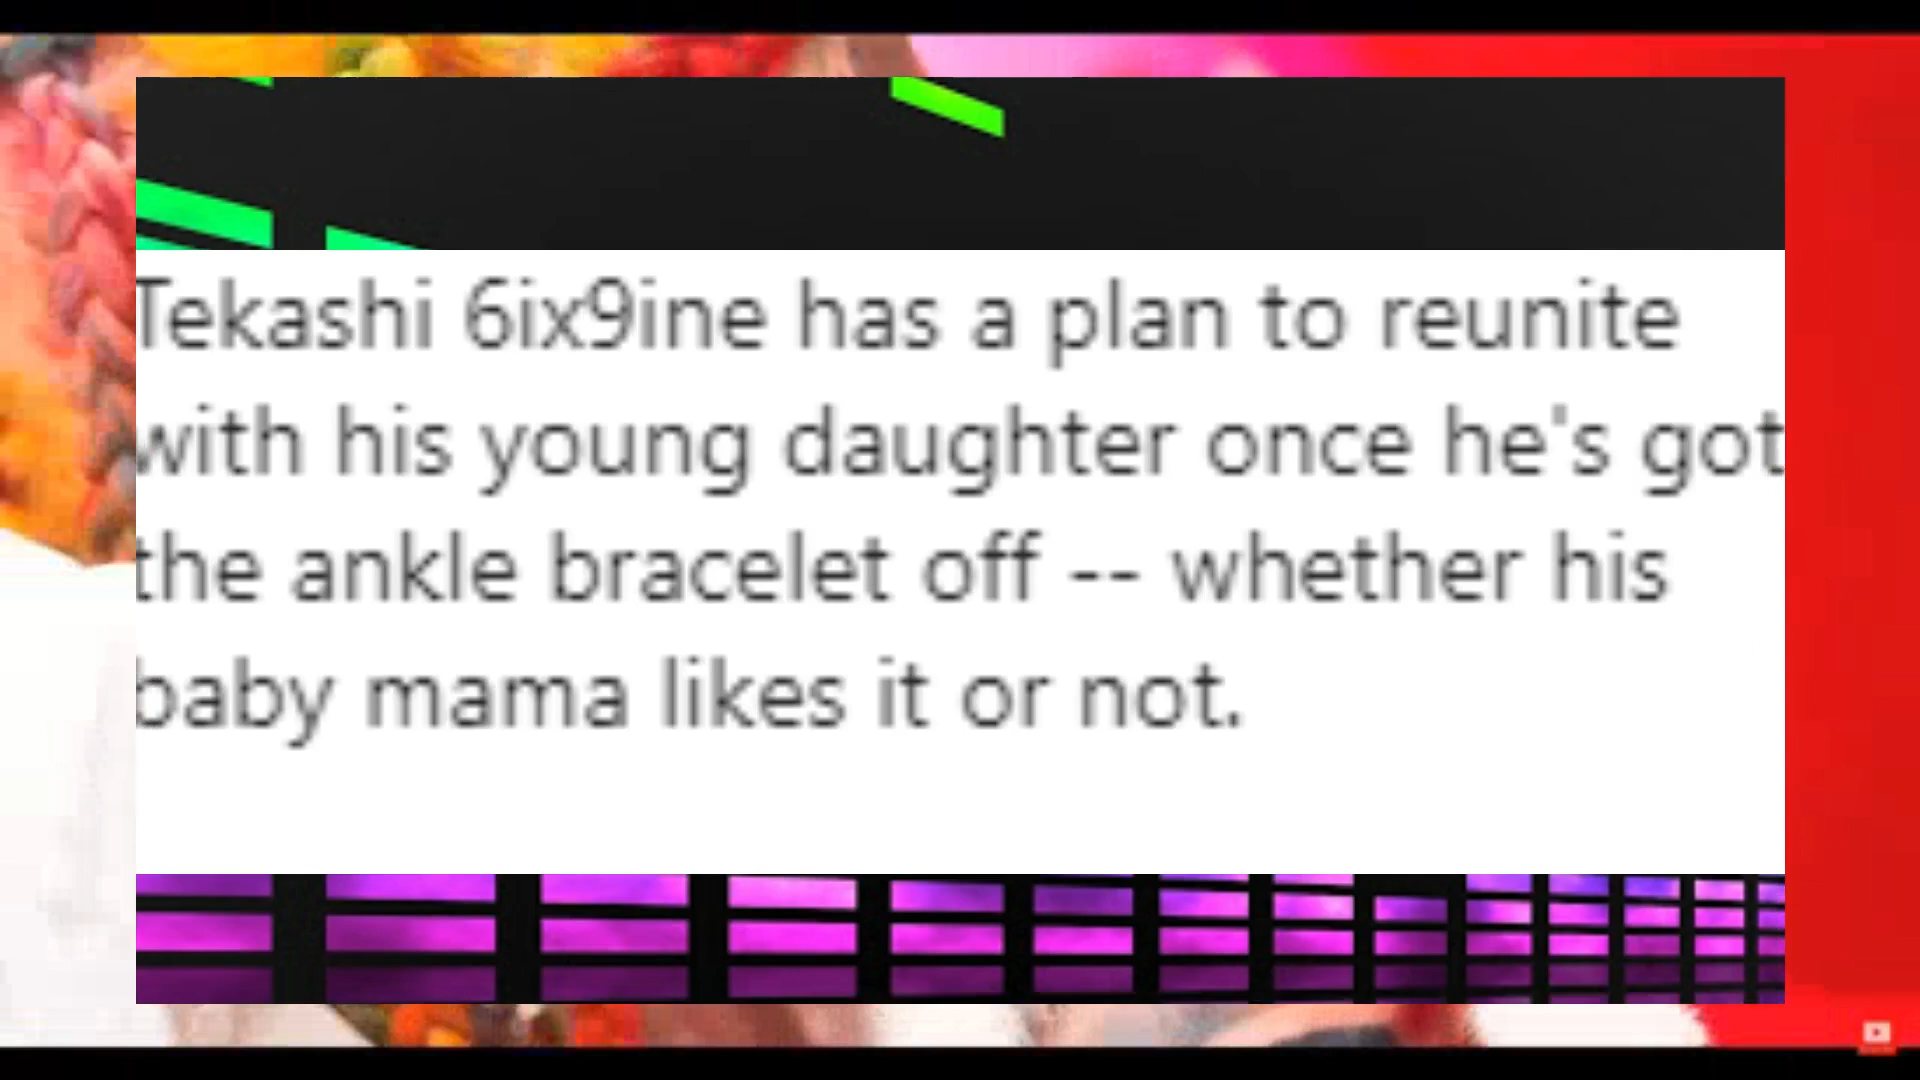 Tekashi 6ix9ine has a plan to reunite
with his young daughter once he's got
the ankle bracelet off -- whether his
baby mama likes it or not.